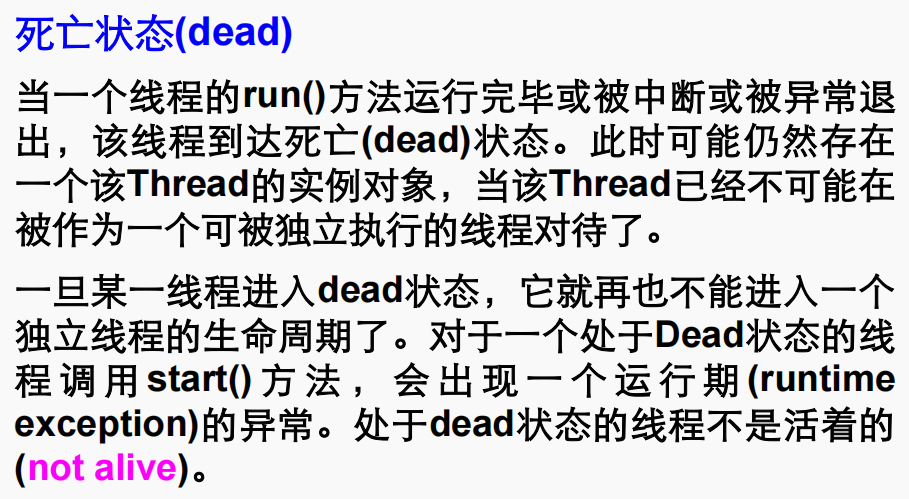 死亡状态(dead)
当一个线程的run()方法运行完毕或被中断或被异常退
出，该线程到达死亡(dead)状态。此时可能仍然存在
一个该Thread的实例对象，当该Thread已经不可能在
被作为一个可被独立执行的线程对待了。
一旦某一线程进入dead状态，它就再也不能进入一个
独立线程的生命周期了。对于一个处于Dead状态的线
程调用start()方法，会出现一个运行期(runtime
exception)的异常。处于dead状态的线程不是活着的
(not alive)。